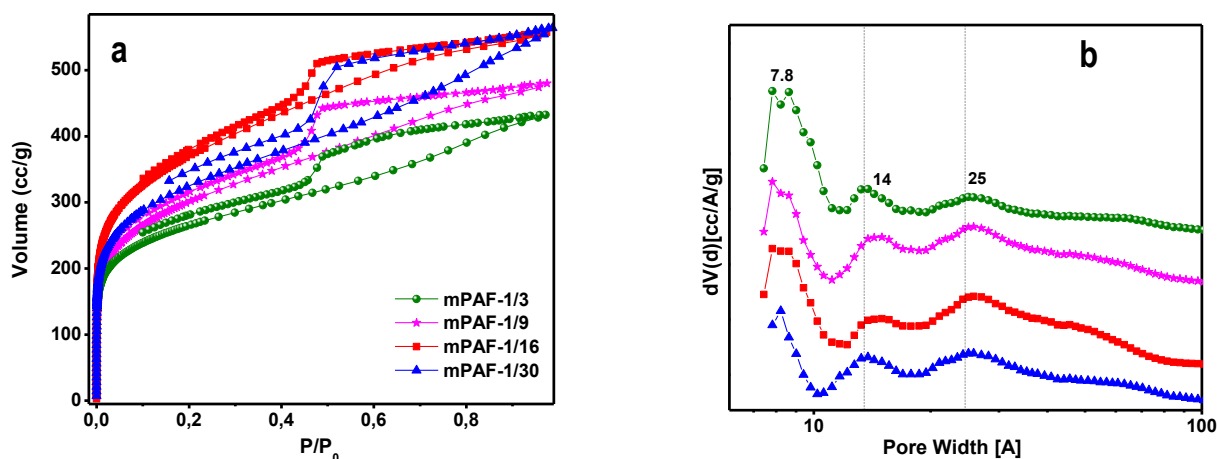 a
Volume (cc/g)
500
400
300
200
100
0
0,0
0,2
0,4
0,6
0,8
P/P0
mPAF-1/3
mPAF-1/9
mPAF-1/16
mPAF-1/30
b
dV(d)[cc/A/g]
7.8
14
25
10
100
Pore Width [A]